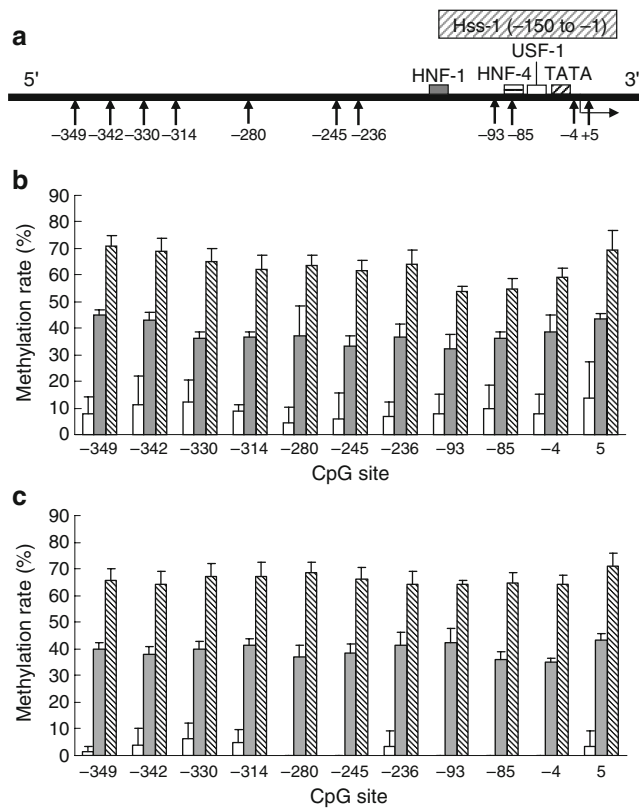 a
Hss-1 (–150 to –1)
USF-1
5' HNF-1 HNF-4 TATA 3'
–349 –342 –330 –314 –280 –245 –236 –93 –85 –4 +5
b
Methylation rate (%)
90
80
70
60
50
40
30
20
10
0
–349 –342 –330 –314 –280 –245 –236 –93 –85 –4 5
CpG site
c
Methylation rate (%)
90
80
70
60
50
40
30
20
10
0
–349 –342 –330 –314 –280 –245 –236 –93 –85 –4 5
CpG site